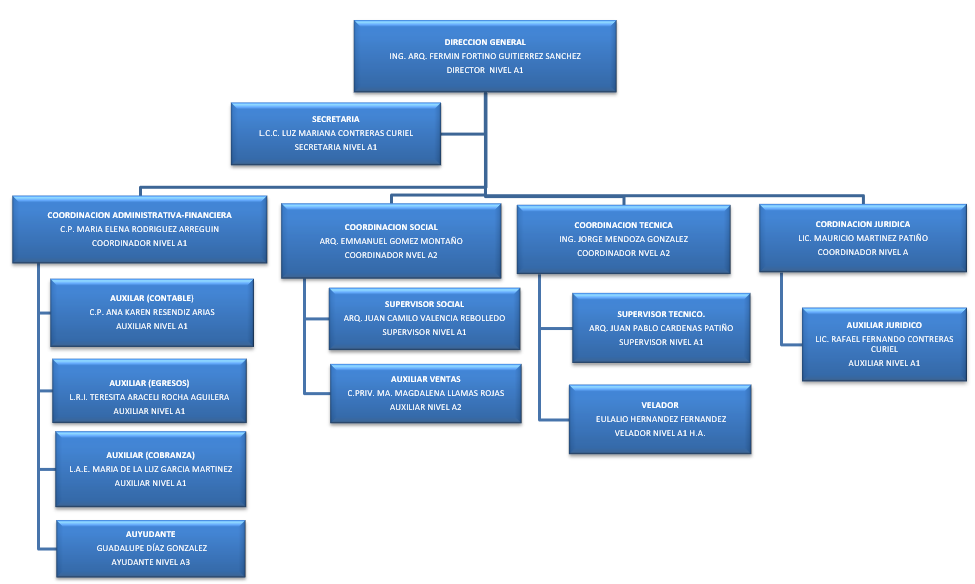 DIRECCION GENERAL
ING. ARQ. FERMIN FORTINO GUITIERREZ SANCHEZ
DIRECTOR NIVEL A1
SECRETARIA
L.C.C. LUZ MARIANA CONTRERAS CURIEL
SECRETARIA NIVEL A1
COORDINACION ADMINISTRATIVA-FINANCIERA
C.P. MARIA ELENA RODRIGUEZ ARREGUIN
COORDINADOR NIVEL A1
AUXILAR (CONTABLE)
C.P. ANA KAREN RESENDIZ ARIAS
AUXILIAR NIVEL A1
AUXILIAR (EGRESOS)
L.R.I. TERESITA ARACELI ROCHA AGUILERA
AUXILIAR NIVEL A1
AUXILIAR (COBRANZA)
L.A.E. MARIA DE LA LUZ GARCIA MARTINEZ
AUXILIAR NIVEL A1
AUYUDANTE
GUADALUPE DÍAZ GONZALEZ
AYUDANTE NIVEL A3
COORDINACION SOCIAL
ARQ. EMMANUEL GOMEZ MONTAÑO
COORDINADOR NVEL A2
SUPERVISOR SOCIAL
ARQ. JUAN CAMILO VALENCIA REBOLLEDO
SUPERVISOR NIVEL A1
AUXILIAR VENTAS
C.PRIV. MA. MAGDALENA LLAMAS ROJAS
AUXILIAR NIVEL A2
COORDINACION TECNICA
ING. JORGE MENDOZA GONZALEZ
COORDINADOR NVEL A2
SUPERVISOR TECNICO.
ARQ. JUAN PABLO CARDENAS PATIÑO
SUPERVISOR NIVEL A1
VELADOR
EULALIO HERNANDEZ FERNANDEZ
VELADOR NIVEL A1 H.A.
CORDINACION JURIDICA
LIC. MAURICIO MARTINEZ PATIÑO
COORDINADOR NIVEL A
AUXILIAR JURIDICO
LIC. RAFAEL FERNANDO CONTRERAS
CURIEL
AUXILIAR NIVEL A1